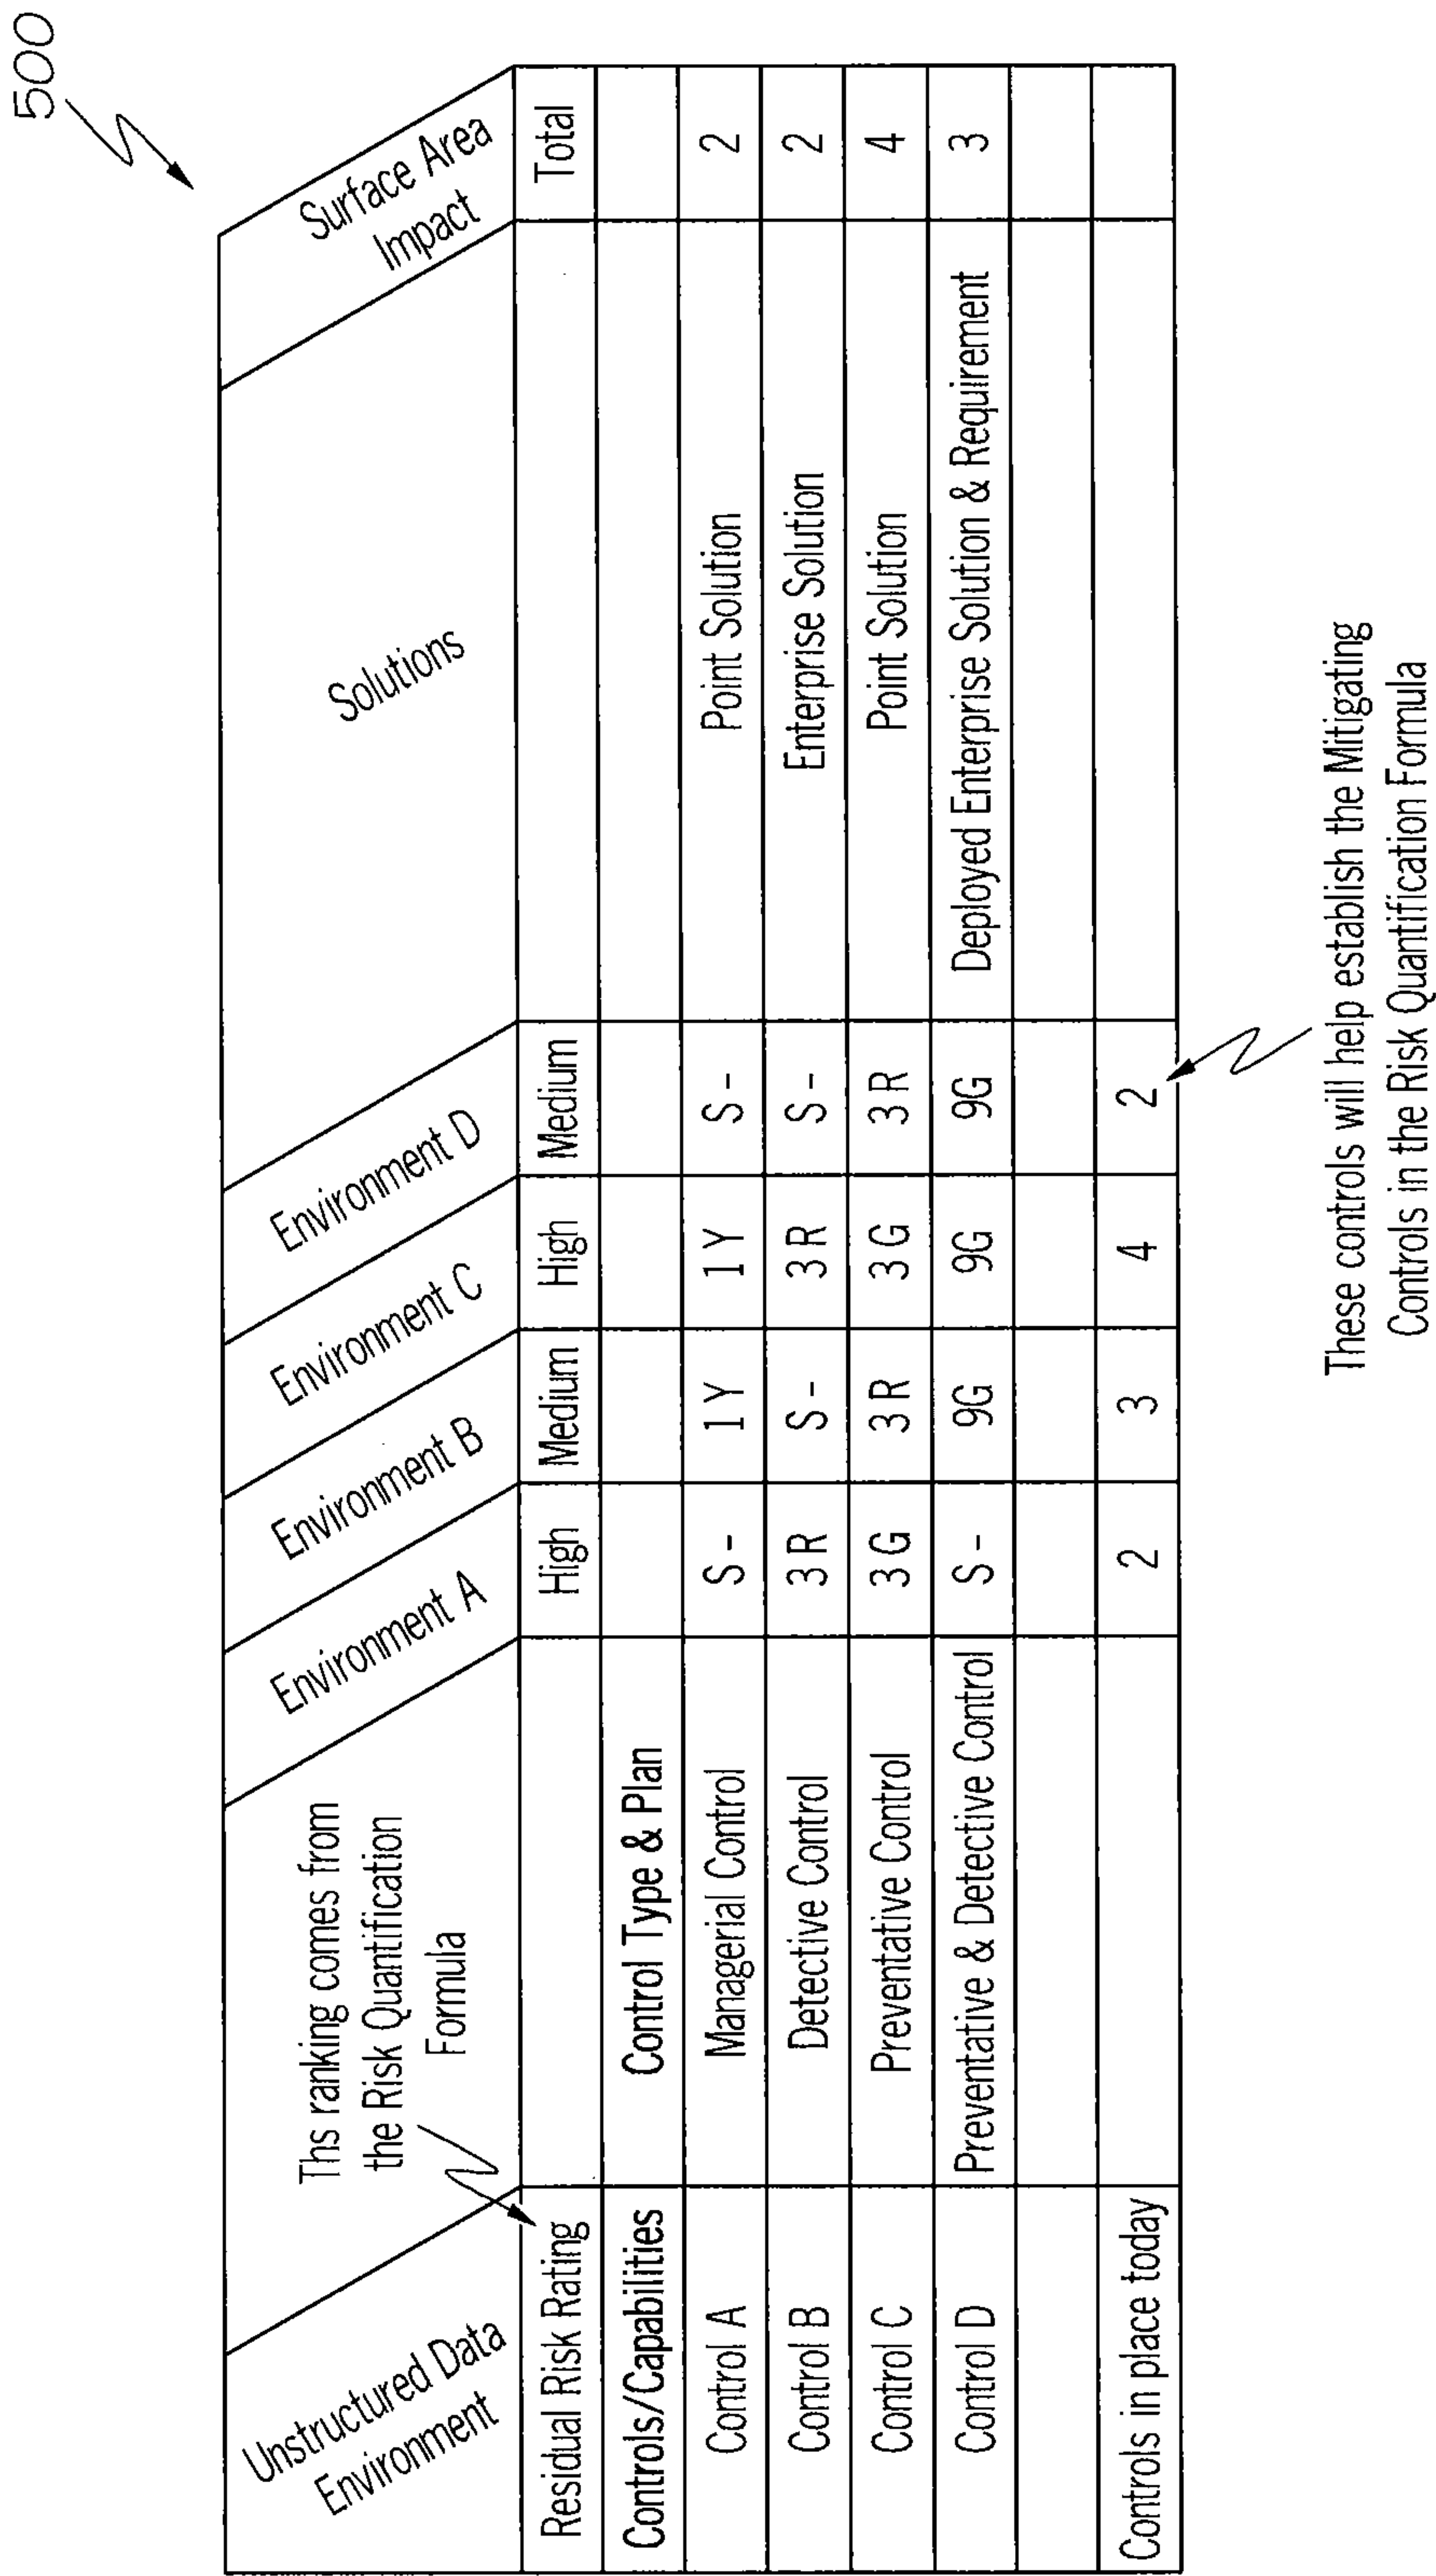 500
Unstructured Data
Environment
Ths ranking comes from
the Risk Quantification
Formula
Environment A
Environment B
Environment C
Environment D
Solutions
Surface Area
Impact
Residual Risk Rating High Medium High Medium Total
Controls/Capabilities Control Type & Plan
Control A Managerial Control S - 1 Y 1 Y S - Point Solution 2
Control B Detective Control 3 R S - 3 R S - Enterprise Solution 2
Control C Preventative Control 3 G 3 R 3 G 3 R Point Solution 4
Control D Preventative & Detective Control S - 9G 9G 9G Deployed Enterprise Solution & Requirement 3
Controls in place today 2 3 4 2
These controls will help establish the Mitigating
Controls in the Risk Quantification Formula